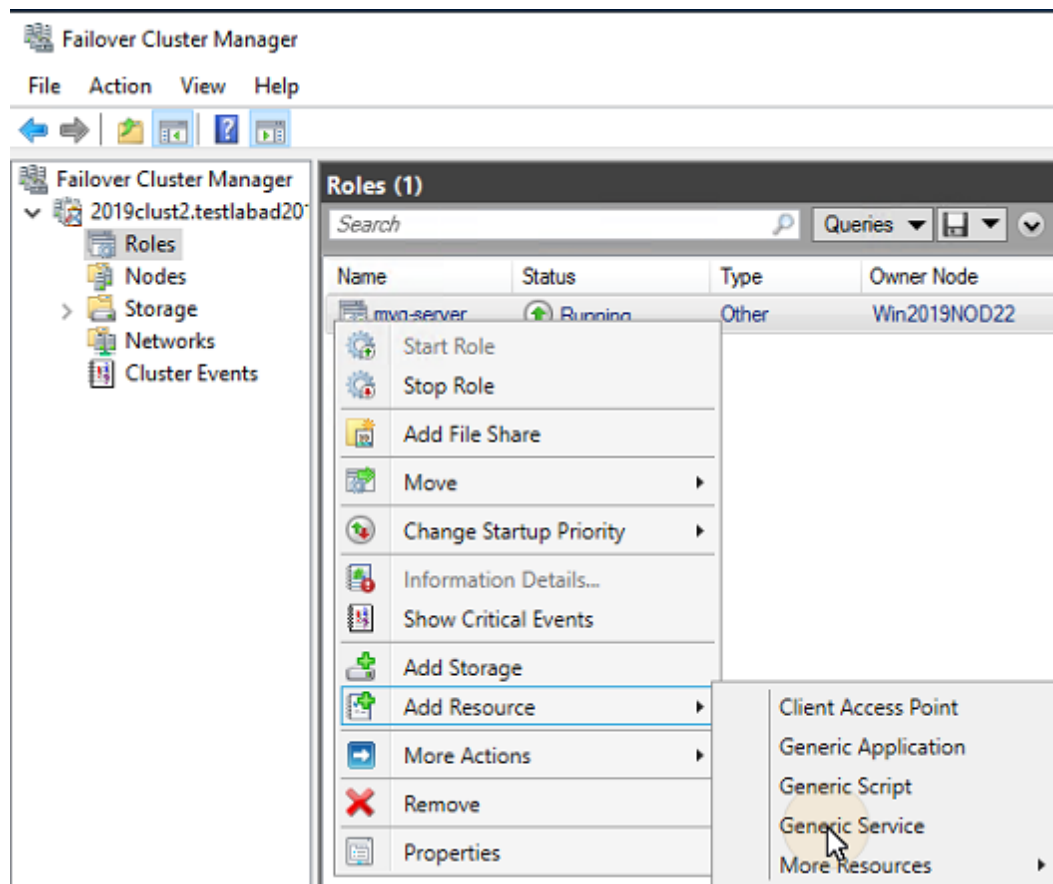 Failover Cluster Manager
File Action View Help
Failover Cluster Manager
2019clust2.testlabad20
Roles
Nodes
Storage
Networks
Cluster Events
Roles (1)
Search
Queries
Name Status Type Owner Node
mvq-server Running Other Win2019NOD22
Start Role
Stop Role
Add File Share
Move
Change Startup Priority
Information Details...
Show Critical Events
Add Storage
Add Resource
More Actions
Remove
Properties
Client Access Point
Generic Application
Generic Script
Generic Service
More Resources